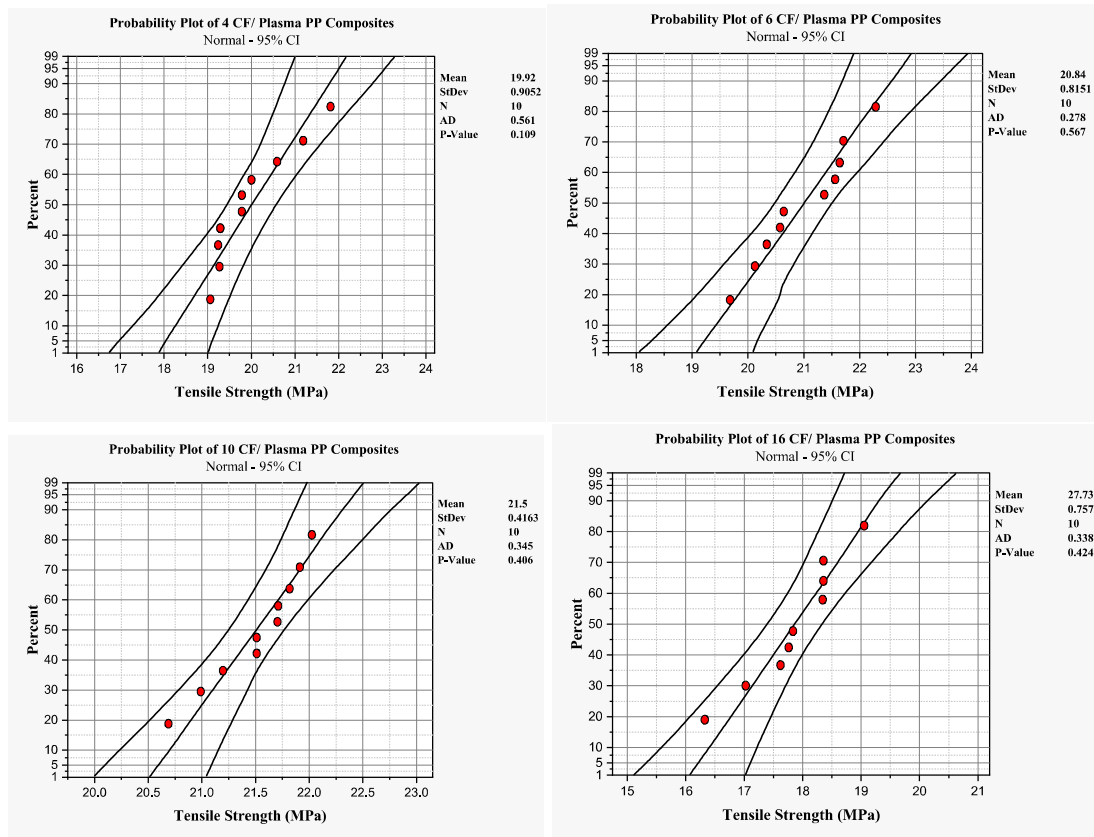 Probability Plot of 4 CF/ Plasma PP Composites
Normal - 95% CI
Percent
99
95
90
80
70
60
50
40
30
20
10
5
1
16 17 18 19 20 21 22 23 24
Tensile Strength (MPa)
Mean 19.92
StDev 0.9052
N 10
AD 0.561
P-Value 0.109
Probability Plot of 6 CF/ Plasma PP Composites
Normal - 95% CI
Percent
99
95
90
80
70
60
50
40
30
20
10
5
1
18 19 20 21 22 23 24
Tensile Strength (MPa)
Mean 20.84
StDev 0.8151
N 10
AD 0.278
P-Value 0.567
Probability Plot of 10 CF/ Plasma PP Composites
Normal - 95% CI
Percent
99
95
90
80
70
60
50
40
30
20
10
5
1
20.0 20.5 21.0 21.5 22.0 22.5 23.0
Tensile Strength (MPa)
Mean 21.5
StDev 0.4163
N 10
AD 0.345
P-Value 0.406
Probability Plot of 16 CF/ Plasma PP Composites
Normal - 95% CI
Percent
99
95
90
80
70
60
50
40
30
20
10
5
1
15 16 17 18 19 20 21
Tensile Strength (MPa)
Mean 27.73
StDev 0.757
N 10
AD 0.338
P-Value 0.424